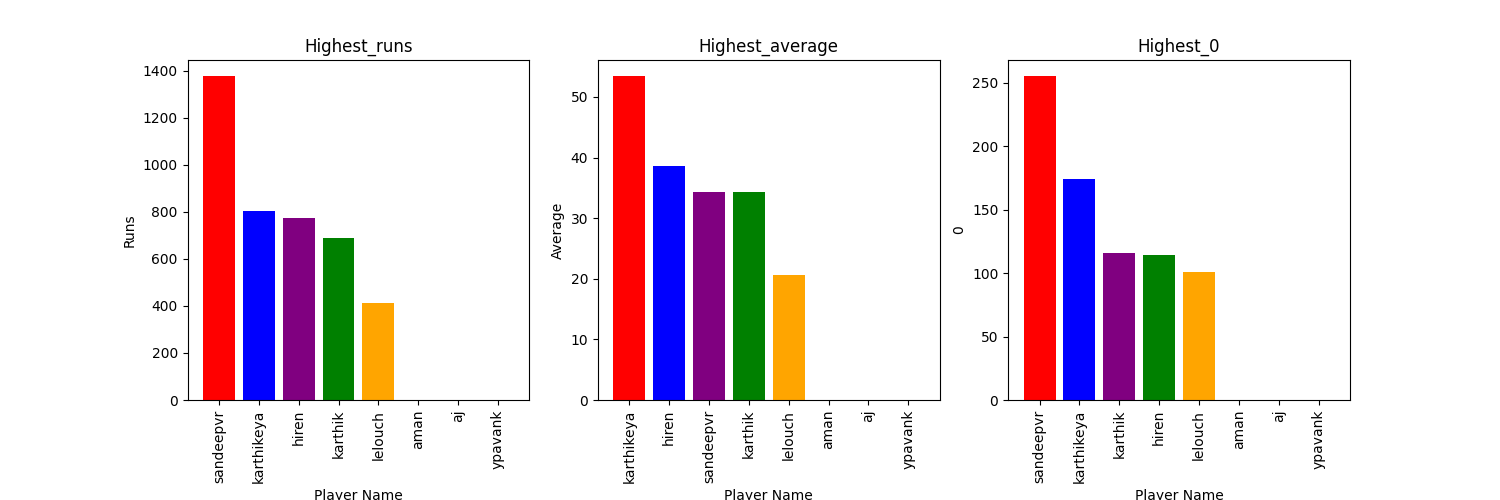 Highest_runs
Runs
1400
1200
1000
800
600
400
200
0
sandeepvr
karthikeya
hiren
karthik
lelouch
aman
aj
ypavank
Player Name
Highest_average
Average
50
40
30
20
10
0
karthikeya
hiren
sandeepvr
karthik
lelouch
aman
aj
ypavank
Player Name
Highest_0
0
250
200
150
100
50
0
sandeepvr
karthikeya
karthik
hiren
lelouch
aman
aj
ypavank
Player Name